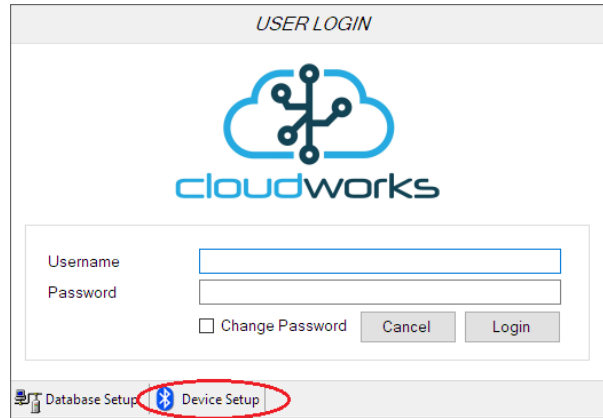 USER LOGIN
cloudworks
Username
Password
Change Password Cancel Login
Database Setup Device Setup